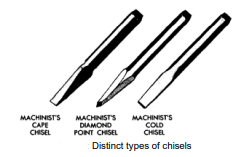 MACHINIST'S CAPE CHISEL
MACHINIST'S DIAMOND POINT CHISEL
MACHINIST'S COLD CHISEL
Distinct types of chisels